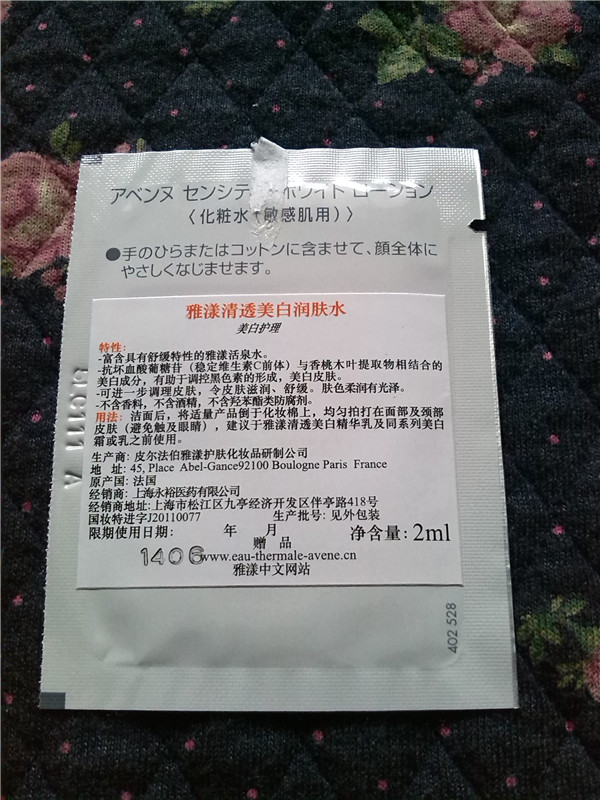 アベンヌ センシティ ホワイト ローション
〈化粧水 敏感肌用)〉
●手のひらまたはコットンに含ませて、顔全体に
やさしくなじませます。
雅漾清透美白润肤水
美白护理
特性:
-富含具有舒缓特性的雅漾活泉水。
-抗坏血酸葡糖苷（稳定维生素C前体）与香桃木叶提取物相结合的
美白成分，有助于调控黑色素的形成，美白皮肤。
-可进一步调理皮肤，令皮肤滋润、舒缓。肤色柔润有光泽。
-不含香料，不含酒精，不含羟苯酯类防腐剂。
用法：洁面后，将适量产品倒于化妆棉上，均匀拍打在面部及颈部
皮肤（避免触及眼睛），建议于雅漾清透美白精华乳及同系列美白
霜或乳之前使用。
生产商：皮尔法伯雅漾护肤化妆品研制公司
地 址: 45, Place Abel-Gance92100 Boulogne Paris France
原产国: 法国
经销商: 上海永裕医药有限公司
经销商地址:上海市松江区九亭经济开发区伴亭路418号
国妆特进字J20110077 生产批号: 见外包装
限期使用日期: 年 月 净含量: 2ml
赠 品
1406
www.eau-thermale-avene.cn
雅漾中文网站
402 528